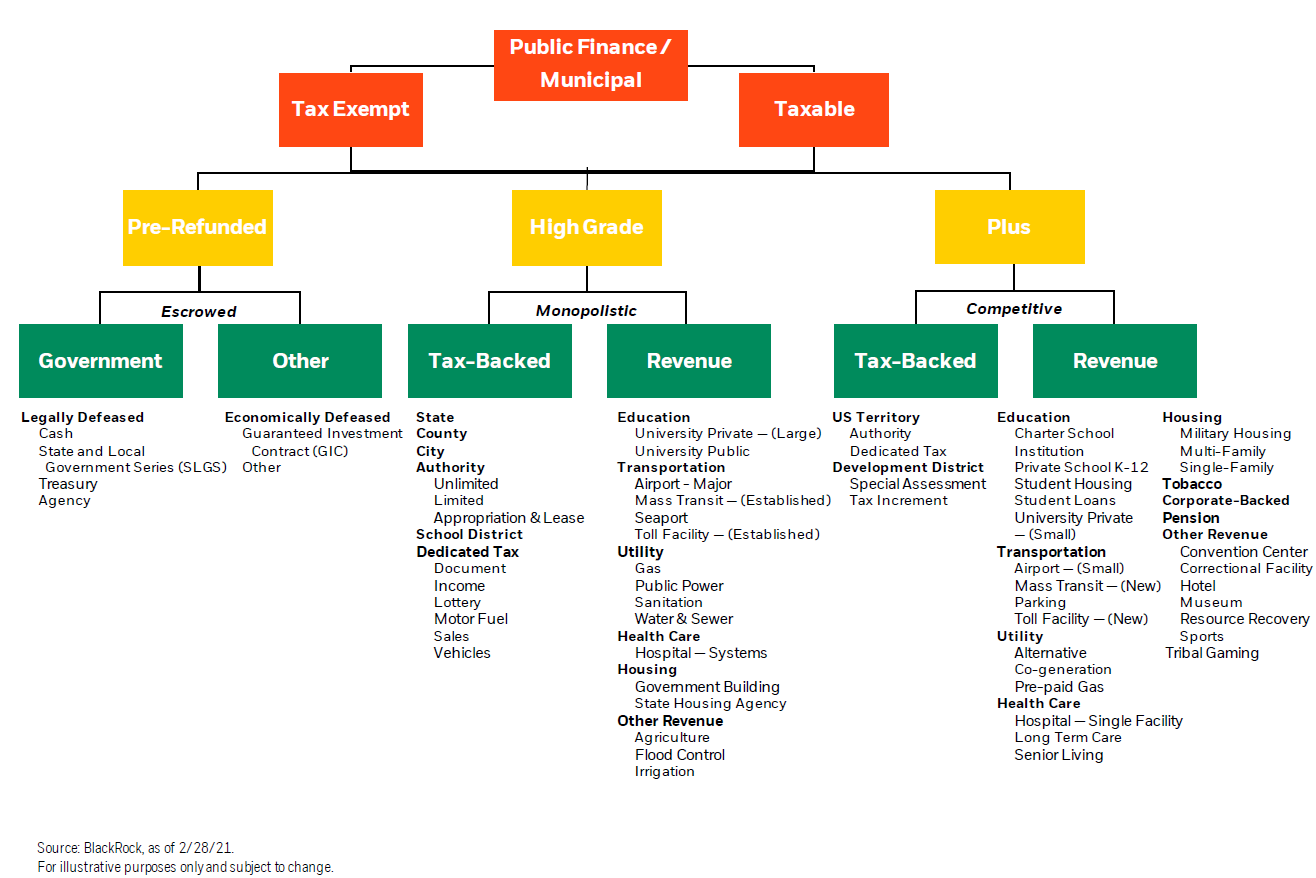 Public Finance/
Municipal
Tax Exempt
Taxable
Pre-Refunded
High Grade
Plus
Escrowed
Monopolistic
Competitive
Government
Other
Tax-Backed
Revenue
Tax-Backed
Revenue
Legally Defeased
Cash
State and Local
Government Series (SLGS)
Treasury
Agency
Economically Defeased
Guaranteed Investment
Contract (GIC)
Other
State
County
City
Authority
Unlimited
Limited
Appropriation & Lease
School District
Dedicated Tax
Document
Income
Lottery
Motor Fuel
Sales
Vehicles
Education
University Private — (Large)
University Public
Transportation
Airport - Major
Mass Transit — (Established)
Seaport
Toll Facility — (Established)
Utility
Gas
Public Power
Sanitation
Water & Sewer
Health Care
Hospital — Systems
Housing
Government Building
State Housing Agency
Other Revenue
Agriculture
Flood Control
Irrigation
US Territory
Authority
Dedicated Tax
Development District
Special Assessment
Tax Increment
Education
Charter School
Institution
Private School K-12
Student Housing
Student Loans
University Private
— (Small)
Transportation
Airport — (Small)
Mass Transit — (New)
Parking
Toll Facility — (New)
Utility
Alternative
Co-generation
Pre-paid Gas
Health Care
Hospital — Single Facility
Long Term Care
Senior Living
Housing
Military Housing
Multi-Family
Single-Family
Tobacco
Corporate-Backed
Pension
Other Revenue
Convention Center
Correctional Facility
Hotel
Museum
Resource Recovery
Sports
Tribal Gaming
Source: BlackRock, as of 2/28/21.
For illustrative purposes only and subject to change.